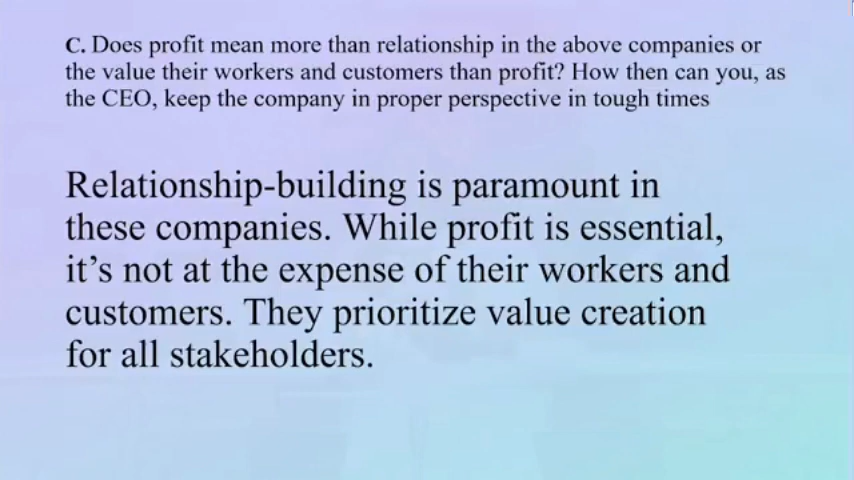 C. Does profit mean more than relationship in the above companies or
the value their workers and customers than profit? How then can you, as
the CEO, keep the company in proper perspective in tough times
Relationship-building is paramount in
these companies. While profit is essential,
it’s not at the expense of their workers and
customers. They prioritize value creation
for all stakeholders.